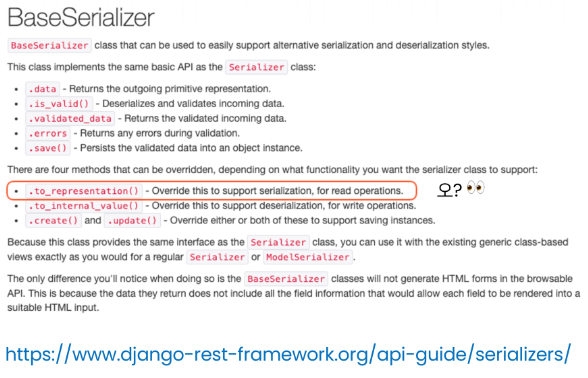 BaseSerializer
BaseSerializer class that can be used to easily support alternative serialization and deserialization styles.
This class implements the same basic API as the Serializer class:
• .data - Returns the outgoing primitive representation.
• .is_valid() - Deserializes and validates incoming data.
• .validated_data - Returns the validated incoming data.
• .errors - Returns any errors during validation.
• .save() - Persists the validated data into an object instance.
There are four methods that can be overridden, depending on what functionality you want the serializer class to support:
• .to_representation() - Override this to support serialization, for read operations. 오? 👀
• .to_internal_value() - Override this to support deserialization, for write operations.
• .create() and .update() - Override either or both of these to support saving instances.
Because this class provides the same interface as the Serializer class, you can use it with the existing generic class-based
views exactly as you would for a regular Serializer or ModelSerializer.
The only difference you'll notice when doing so is the BaseSerializer classes will not generate HTML forms in the browsable
API. This is because the data they return does not include all the field information that would allow each field to be rendered into a
suitable HTML input.
https://www.django-rest-framework.org/api-guide/serializers/